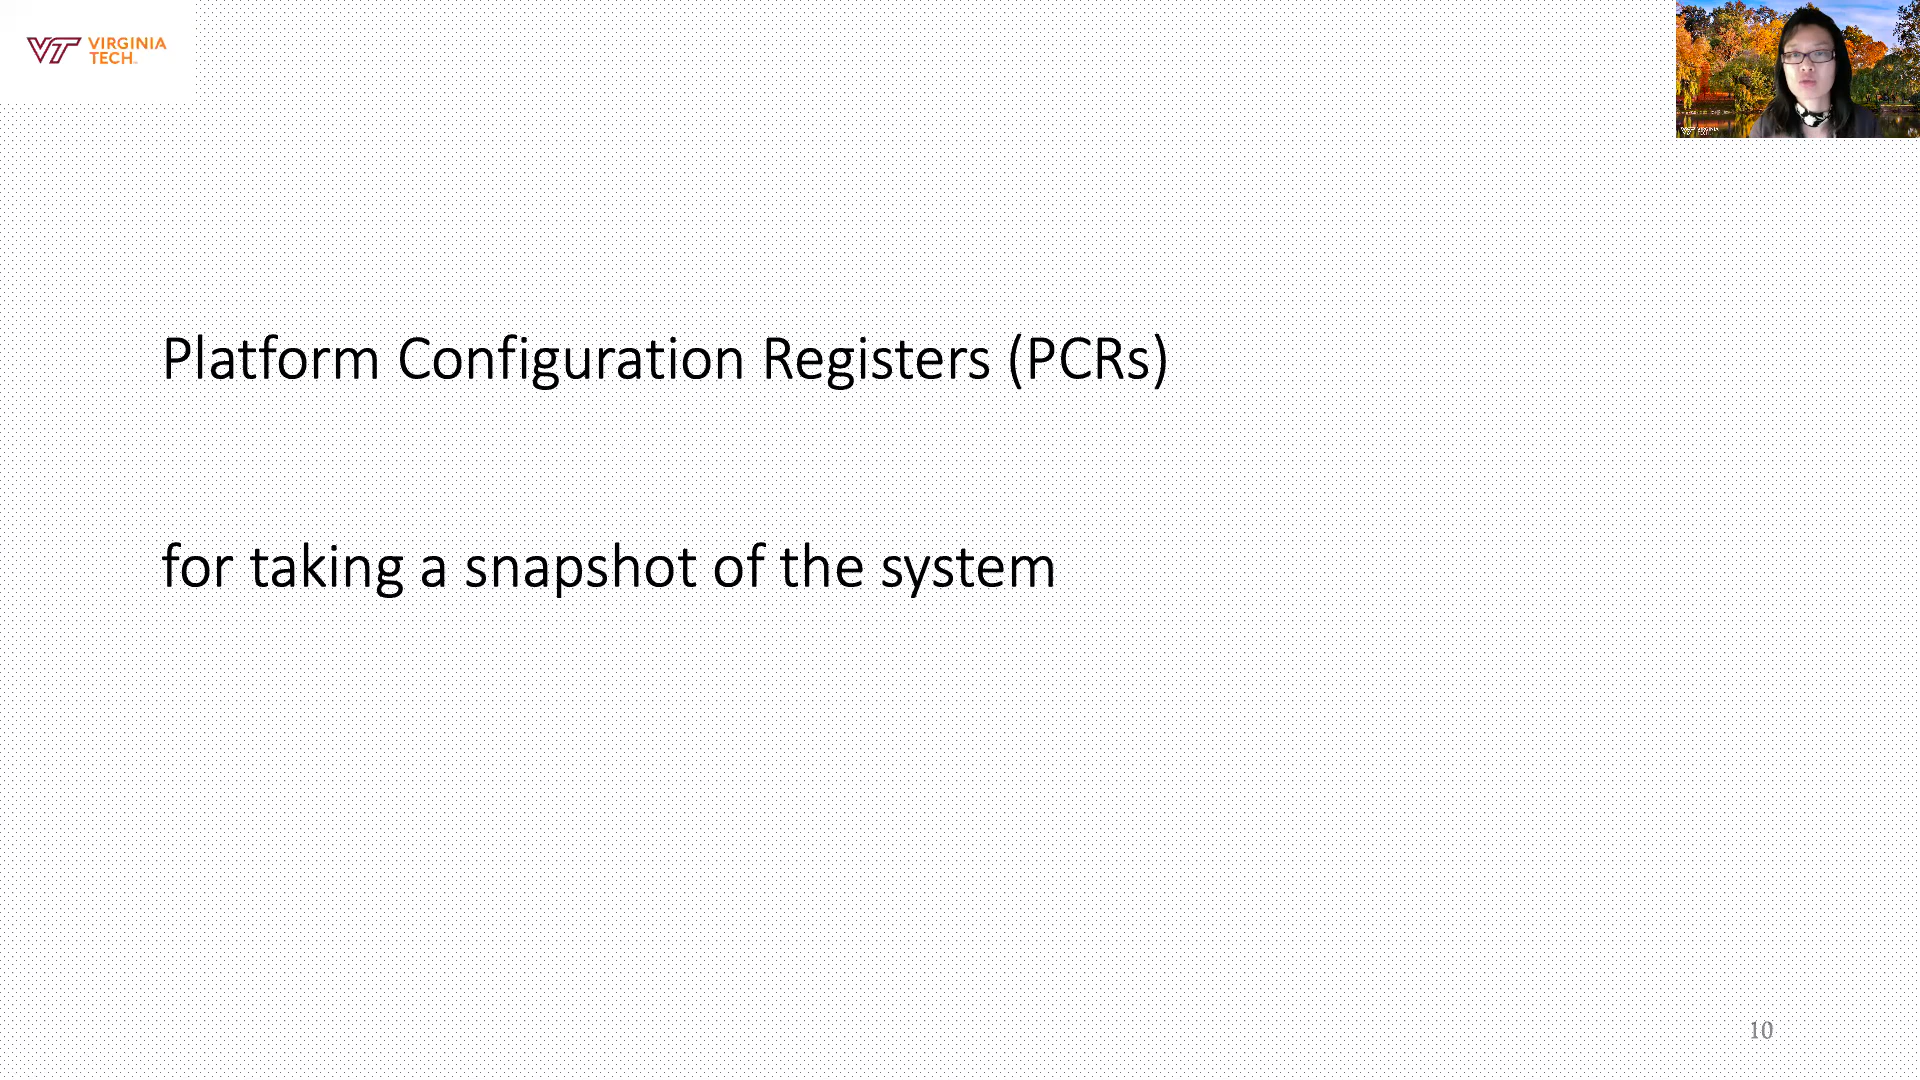 VIRGINIA
TECH
Platform Configuration Registers (PCRs)
for taking a snapshot of the system
10